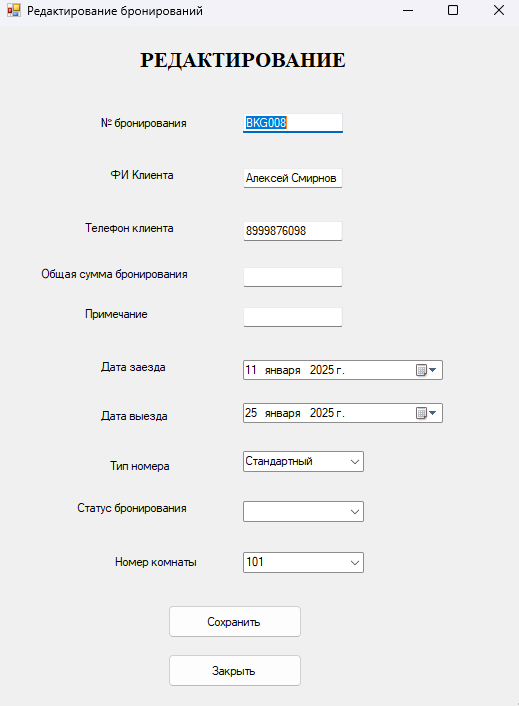 Редактирование бронирований
РЕДАКТИРОВАНИЕ
№ бронирования BKG008
ФИ Клиента Алексей Смирнов
Телефон клиента 8999876098
Общая сумма бронирования
Примечание
Дата заезда 11 января 2025 г.
Дата выезда 25 января 2025 г.
Тип номера Стандартный
Статус бронирования
Номер комнаты 101
Сохранить
Закрыть